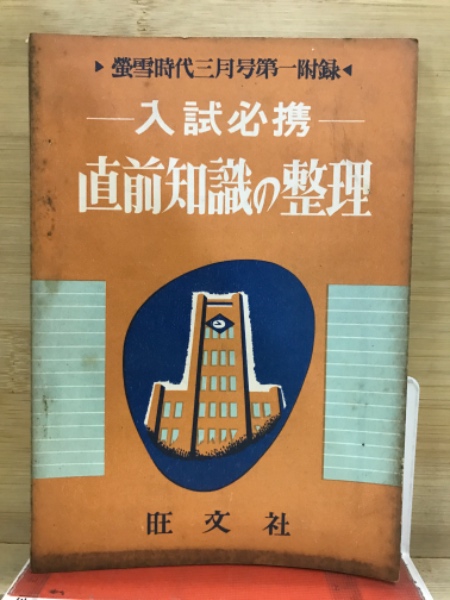 ▶螢雪時代三月号第一附録◀
入試必携
直前知識の整理
旺文社